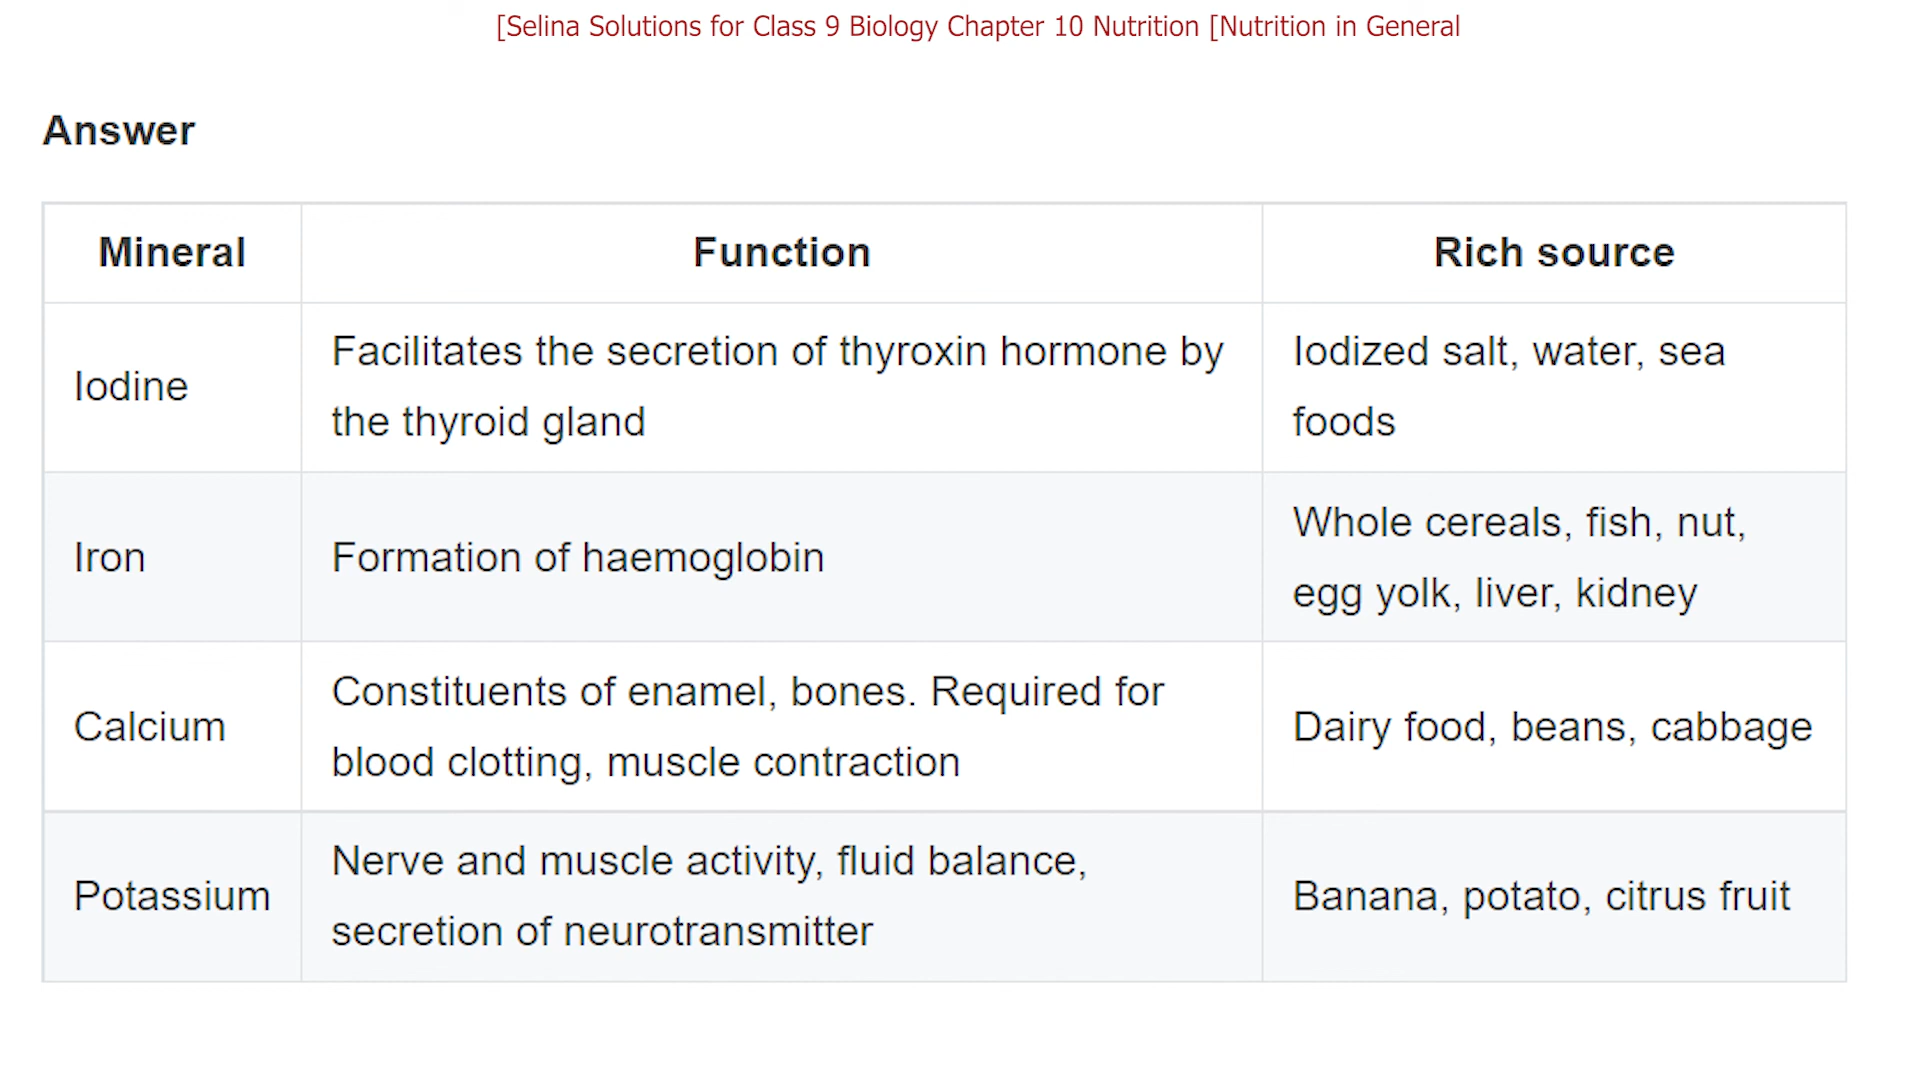 [Selina Solutions for Class 9 Biology Chapter 10 Nutrition [Nutrition in General
Answer
Mineral Function Rich source
Iodine
Facilitates the secretion of thyroxin hormone by
the thyroid gland
Iodized salt, water, sea
foods
Iron
Formation of haemoglobin
Whole cereals, fish, nut,
egg yolk, liver, kidney
Calcium
Constituents of enamel, bones. Required for
blood clotting, muscle contraction
Dairy food, beans, cabbage
Potassium
Nerve and muscle activity, fluid balance,
secretion of neurotransmitter
Banana, potato, citrus fruit